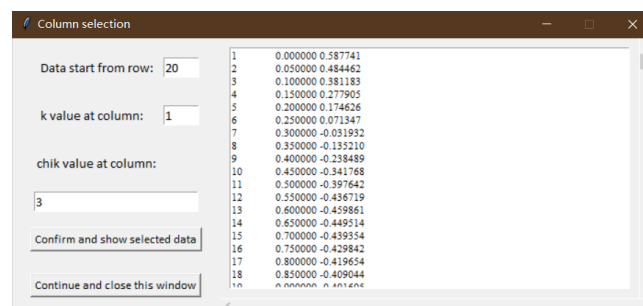 Column selection
Data start from row: 20
k value at column: 1
chik value at column:
3
Confirm and show selected data
Continue and close this window
1 0.000000 0.587741
2 0.050000 0.484462
3 0.100000 0.381183
4 0.150000 0.277905
5 0.200000 0.174626
6 0.250000 0.071347
7 0.300000 -0.031932
8 0.350000 -0.135210
9 0.400000 -0.238489
10 0.450000 -0.341768
11 0.500000 -0.397642
12 0.550000 -0.436719
13 0.600000 -0.459861
14 0.650000 -0.449514
15 0.700000 -0.439354
16 0.750000 -0.429842
17 0.800000 -0.419654
18 0.850000 -0.409044